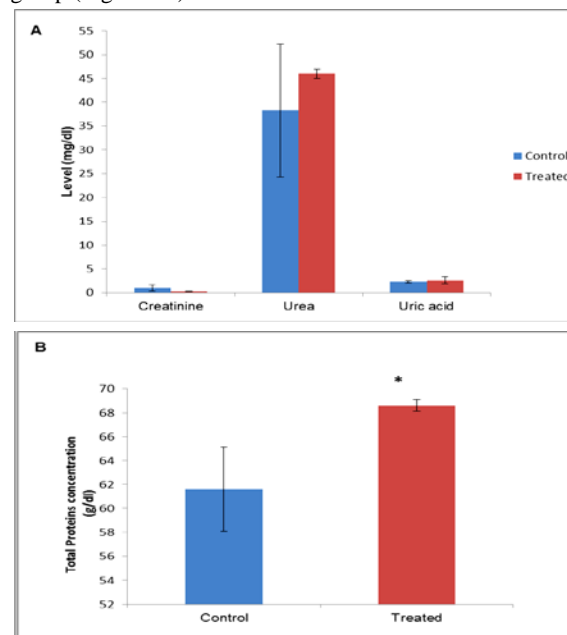 A
55
50
45
40
35
30
25
20
15
10
5
0
Level (mg/dl)
Creatinine Urea Uric acid
Control
Treated
B
*
70
68
66
64
62
60
58
56
54
52
Total Proteins concentration
(g/dl)
Control Treated